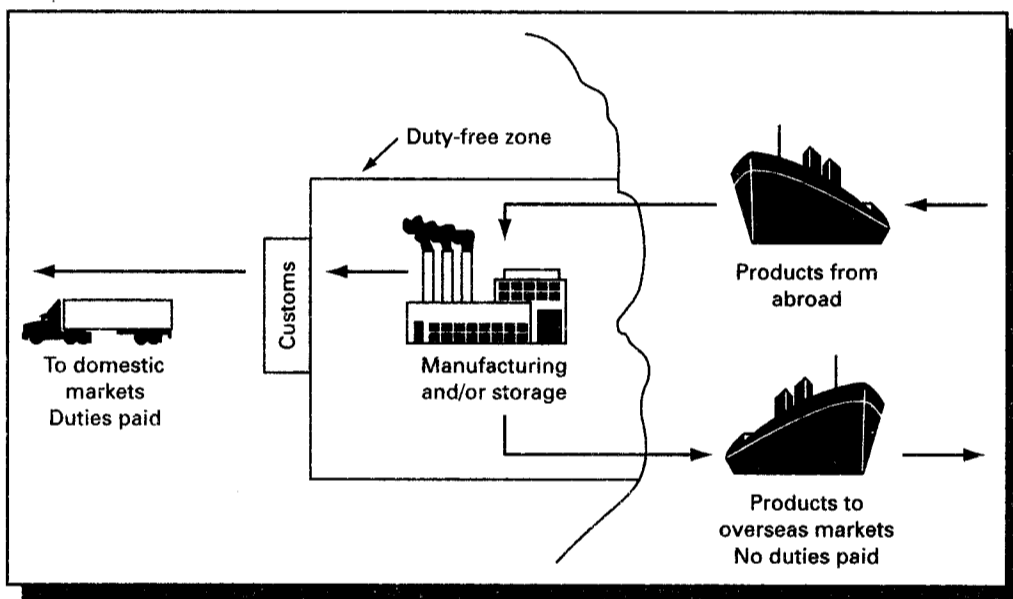 Duty-free zone
Products from
abroad
Customs
Manufacturing
and/or storage
To domestic
markets
Duties paid
Products to
overseas markets
No duties paid